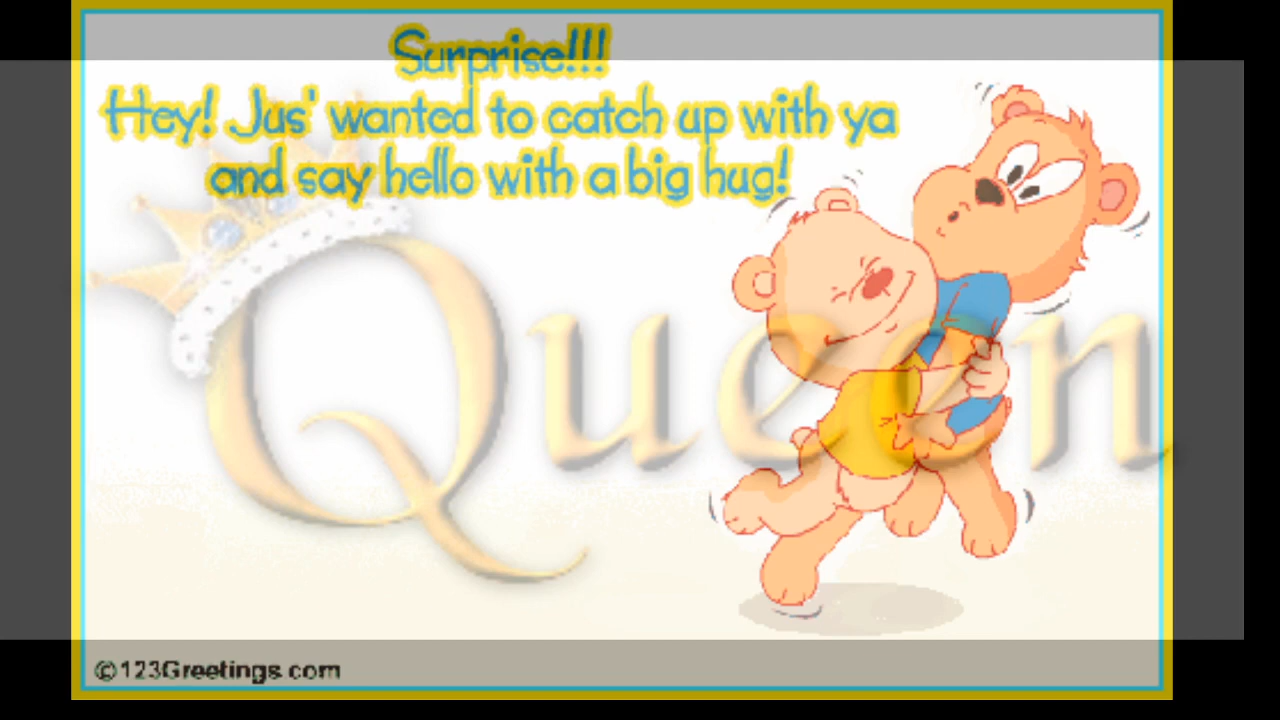 Surprise!!!
Hey! Jus' wanted to catch up with ya
and say hello with a big hug!
Queen
©123Greetings.com